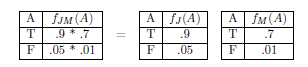 A f_{JM}(A) A f_J(A) A f_M(A)
T .9 * .7 = T .9 T .7
F .05 * .01 F .05 F .01